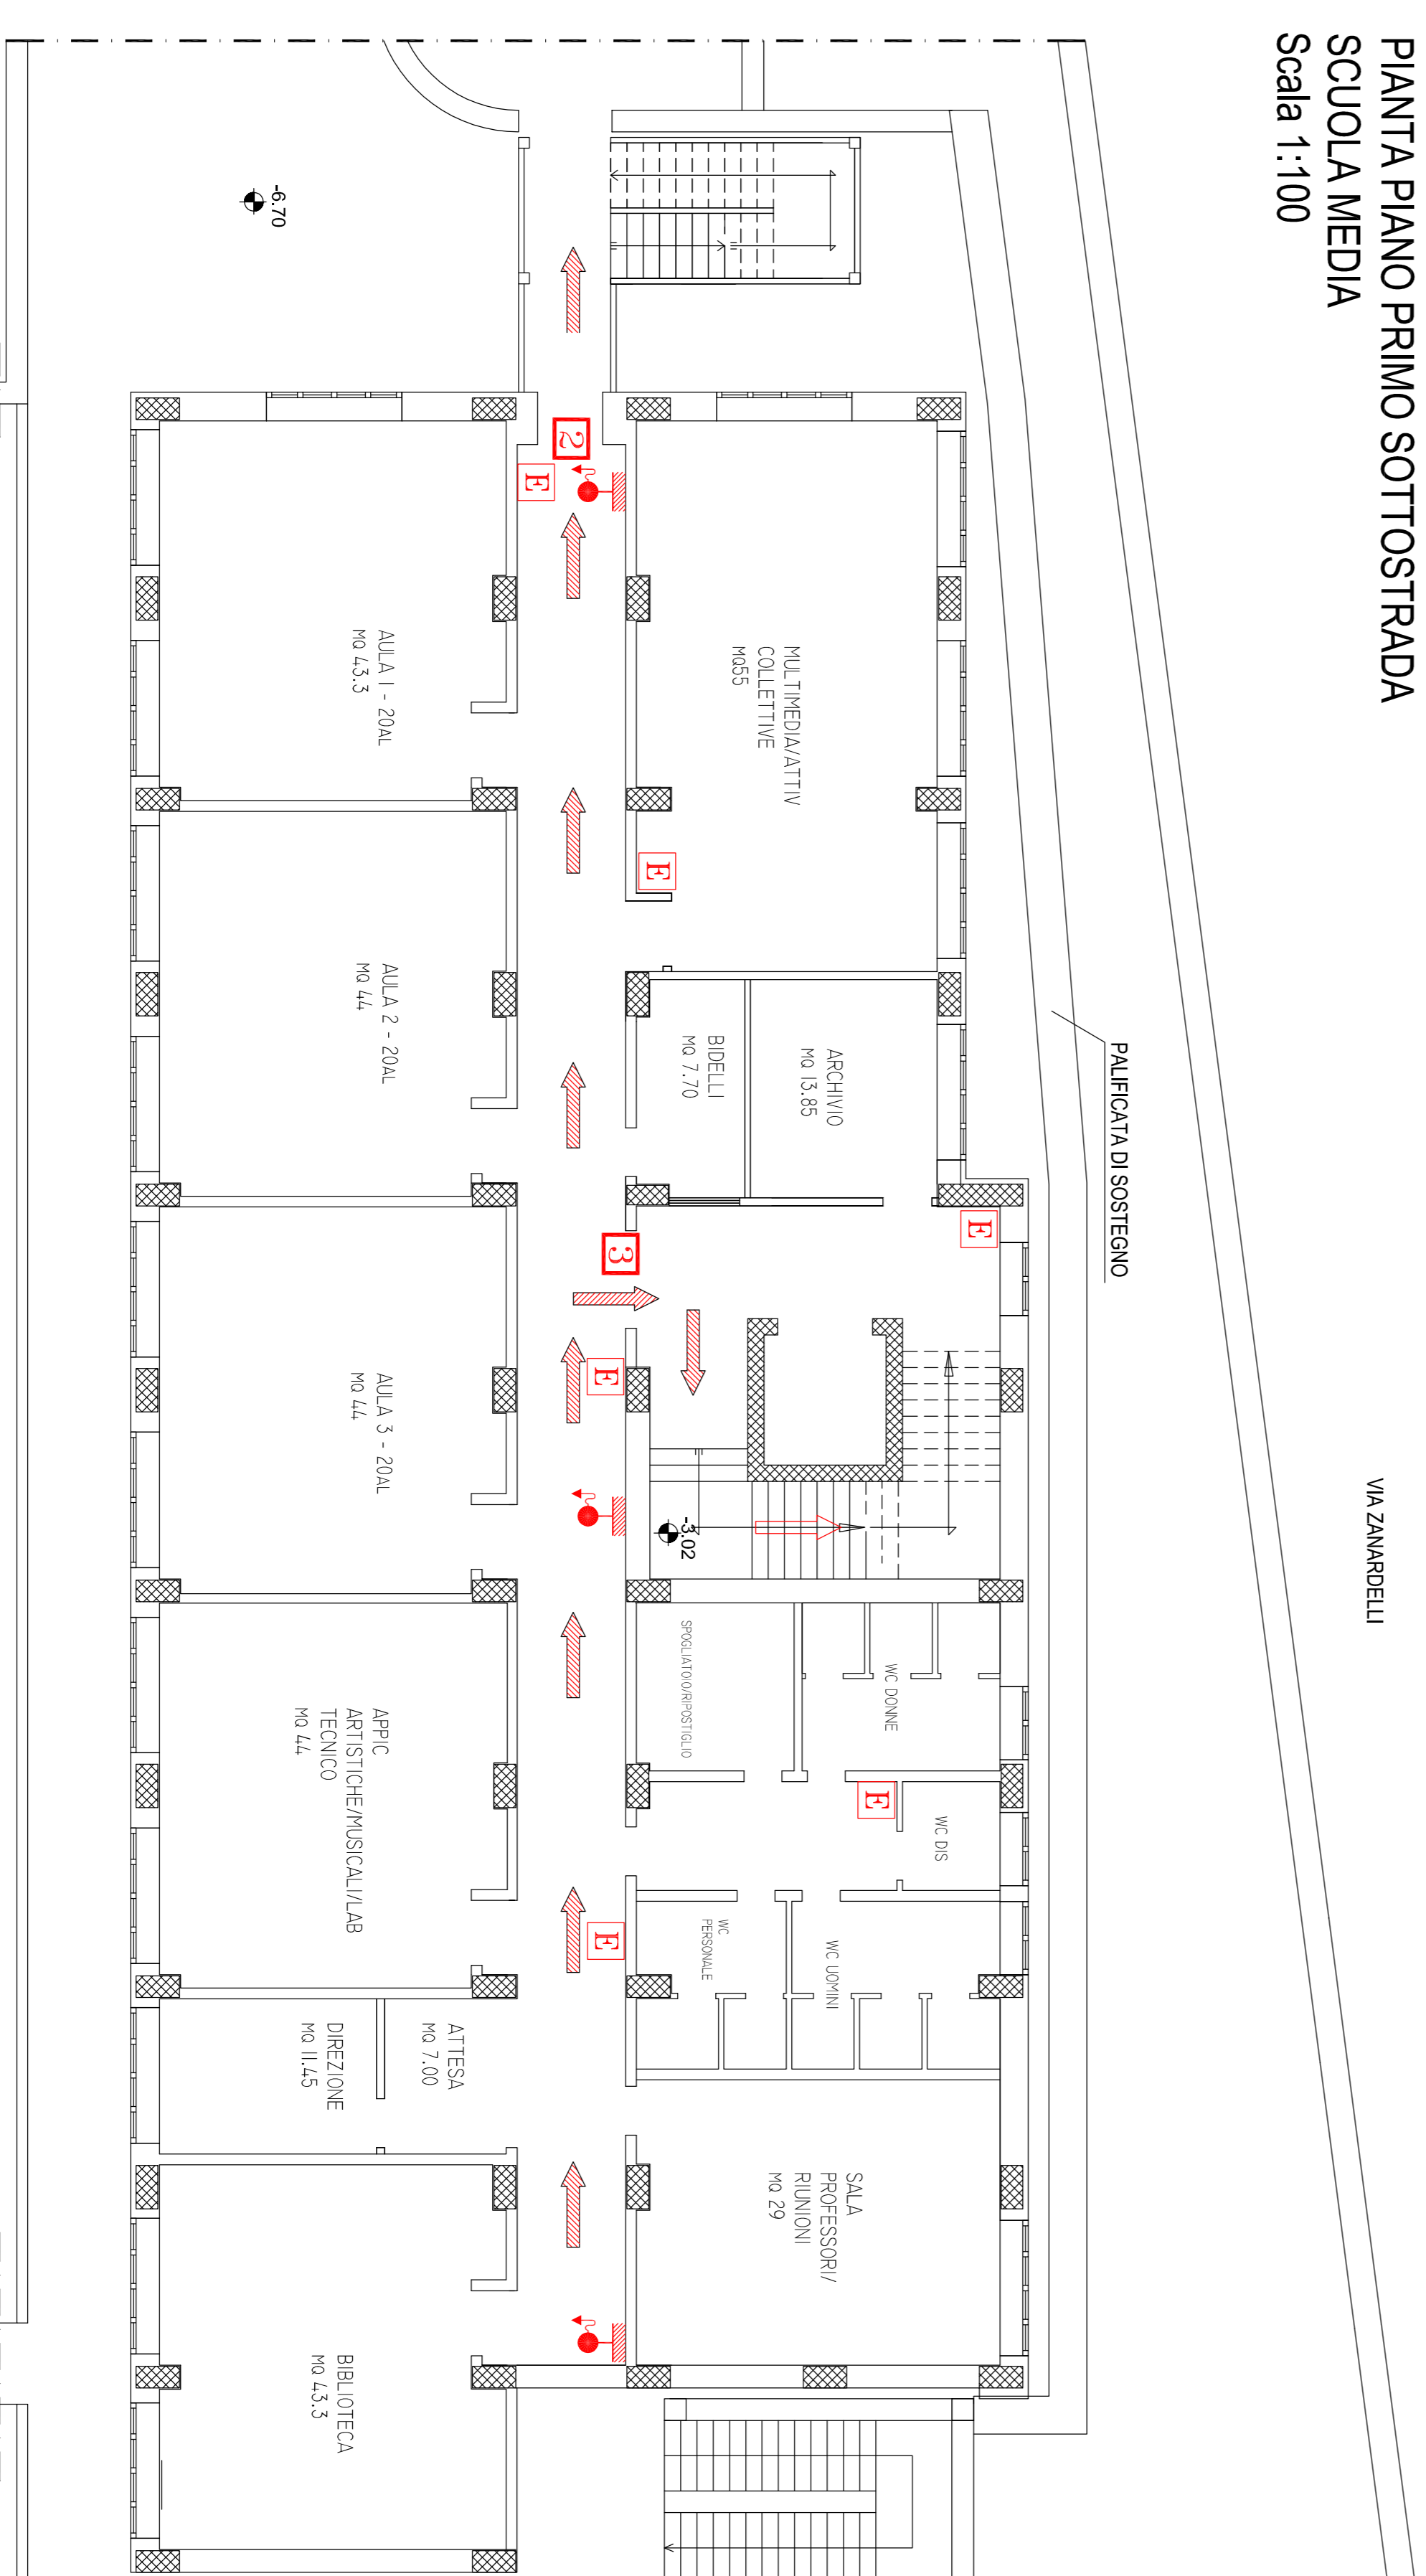 PIANTA PIANO PRIMO SOTTOSTRADA
SCUOLA MEDIA
Scala 1:100
VIA ZANARDELLI
PALIFICATA DI SOSTEGNO
-6.70
2
E
MULTIMEDIA/ATTIV
COLLETTIVE
MQ55
E
AULA 1 - 20AL
MQ 43.3
AULA 2 - 20AL
MQ 44
ARCHIVIO
MQ 13.85
BIDELLI
MQ 7.70
E
3
E
-3.02
AULA 3 - 20AL
MQ 44
WC DONNE
SPOGLIATOIO/RIPOSTIGLIO
WC DIS
E
APPIC
ARTISTICHE/MUSICALI/LAB
TECNICO
MQ 44
WC UOMINI
WC
PERSONALE
E
ATTESA
MQ 7.00
DIREZIONE
MQ 11.45
SALA
PROFESSORI/
RIUNIONI
MQ 29
BIBLIOTECA
MQ 43.3